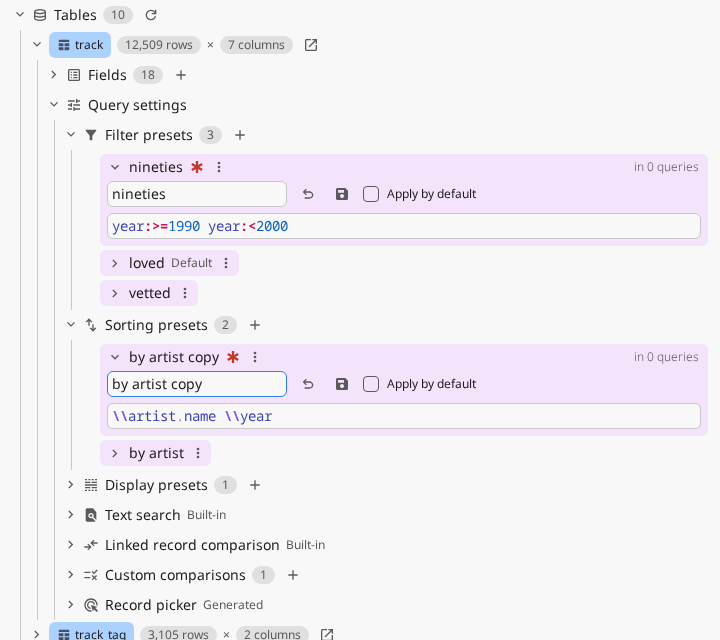 Tables 10
track 12,509 rows × 7 columns
Fields 18 +
Query settings
Filter presets 3 +
nineties * in 0 queries
nineties Apply by default
year:>=1990 year:<2000
loved Default
vetted
Sorting presets 2 +
by artist copy * in 0 queries
by artist copy Apply by default
\\artist.name \\year
by artist
Display presets 1 +
Text search Built-in
Linked record comparison Built-in
Custom comparisons 1 +
Record picker Generated
track_tag 3,105 rows × 2 columns